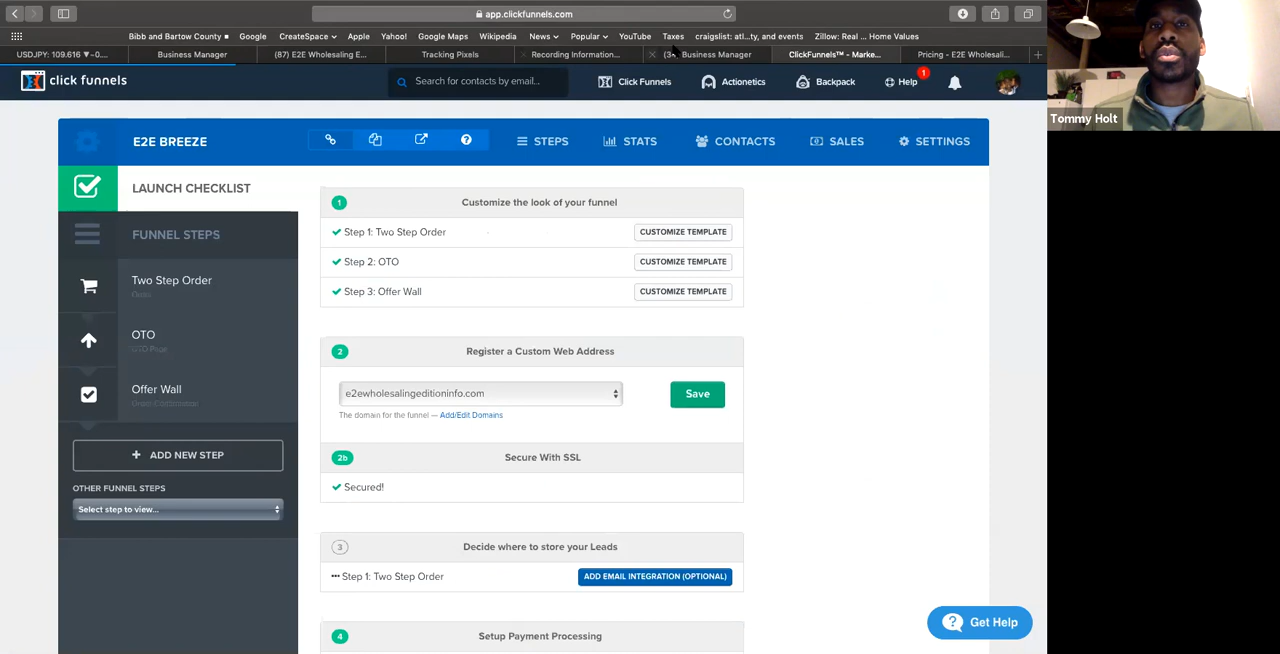 app.clickfunnels.com
Bibb and Bartow County Google CreateSpace Apple Yahoo! Google Maps Wikipedia News Popular YouTube Taxes craigslist: atl...ty, and events Zillow: Real ... Home Values
USDJPY: 109.616 ▼−0... Business Manager (87) E2E Wholesaling E... Tracking Pixels Recording Information... Business Manager ClickFunnels™ - Marke... Pricing - E2E Wholesali...
click funnels Search for contacts by email... Click Funnels Actionetics Backpack Help 1
Tommy Holt
E2E BREEZE STEPS STATS CONTACTS SALES SETTINGS
LAUNCH CHECKLIST
FUNNEL STEPS
Two Step Order
OTO
Offer Wall
+ ADD NEW STEP
OTHER FUNNEL STEPS
Select step to view...
1 Customize the look of your funnel
Step 1: Two Step Order CUSTOMIZE TEMPLATE
Step 2: OTO CUSTOMIZE TEMPLATE
Step 3: Offer Wall CUSTOMIZE TEMPLATE
2 Register a Custom Web Address
e2ewholesalingeditioninfo.com Save
The domain for the funnel — Add/Edit Domains
2b Secure With SSL
Secured!
3 Decide where to store your Leads
Step 1: Two Step Order ADD EMAIL INTEGRATION (OPTIONAL)
4 Setup Payment Processing
? Get Help